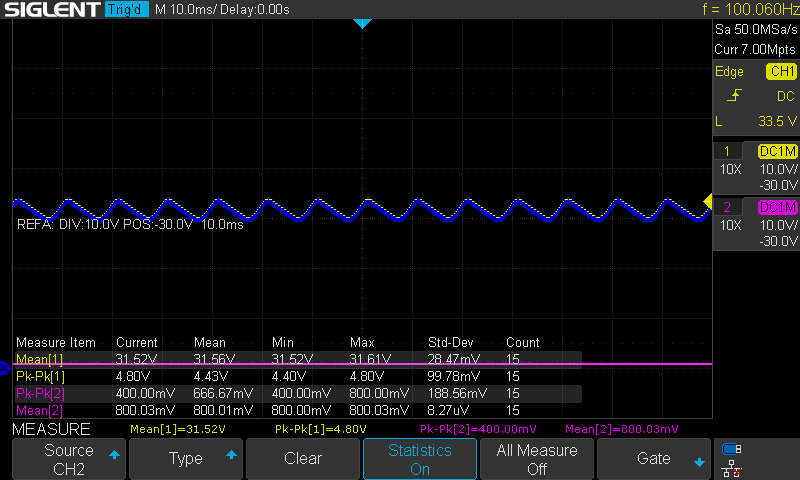 SIGLENT Trig'd M 10.0ms/ Delay:0.00s f = 100.060Hz
Sa 50.0MSa/s
Curr 7.00Mpts
Edge CH1
DC
L 33.5 V
1 DC1M
10X 10.0V/
-30.0V
2 DC1M
10X 10.0V/
-30.0V
REFA: DIV:10.0V POS:-30.0V 10.0ms
Measure Item Current Mean Min Max Std-Dev Count
Mean[1] 31.52V 31.56V 31.52V 31.61V 28.47mV 15
Pk-Pk[1] 4.80V 4.43V 4.40V 4.80V 99.78mV 15
Pk-Pk[2] 400.00mV 666.67mV 400.00mV 800.00mV 188.56mV 15
Mean[2] 800.03mV 800.01mV 800.00mV 800.03mV 8.27uV 15
MEASURE Mean[1]=31.52V Pk-Pk[1]=4.80V Pk-Pk[2]=400.00mV Mean[2]=800.03mV
Source
CH2
Type
Clear
Statistics
On
All Measure
Off
Gate